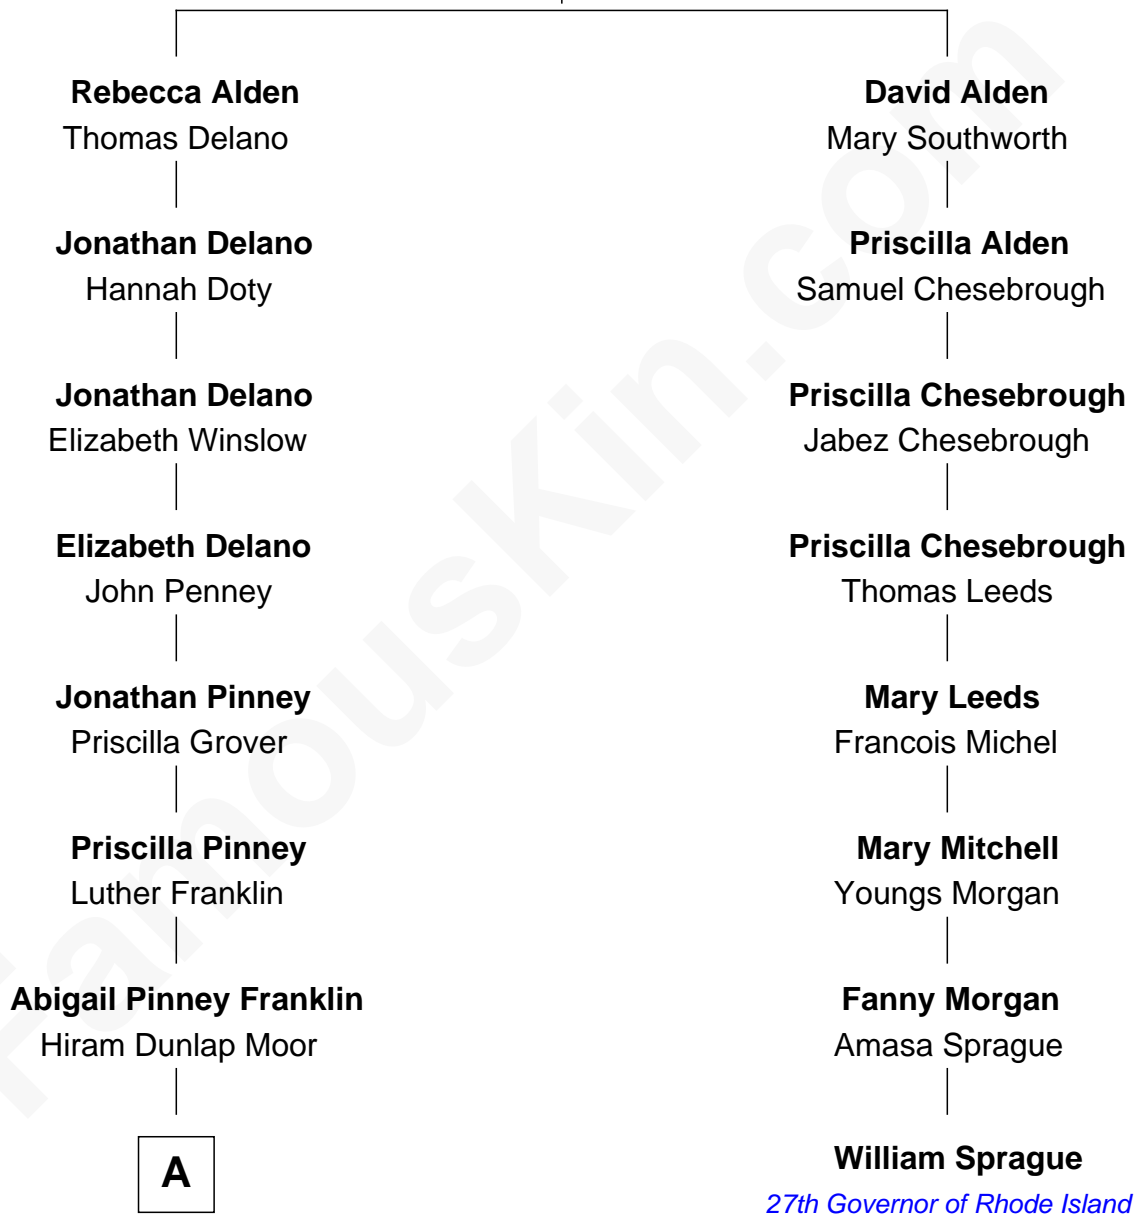 Rebecca Alden
Thomas Delano
David Alden
Mary Southworth
Jonathan Delano
Hannah Doty
Priscilla Alden
Samuel Chesebrough
Jonathan Delano
Elizabeth Winslow
Priscilla Chesebrough
Jabez Chesebrough
Elizabeth Delano
John Penney
Priscilla Chesebrough
Thomas Leeds
Jonathan Pinney
Priscilla Grover
Mary Leeds
Francois Michel
Priscilla Pinney
Luther Franklin
Mary Mitchell
Youngs Morgan
Abigail Pinney Franklin
Hiram Dunlap Moor
Fanny Morgan
Amasa Sprague
A
William Sprague
27th Governor of Rhode Island
FamousKin.com